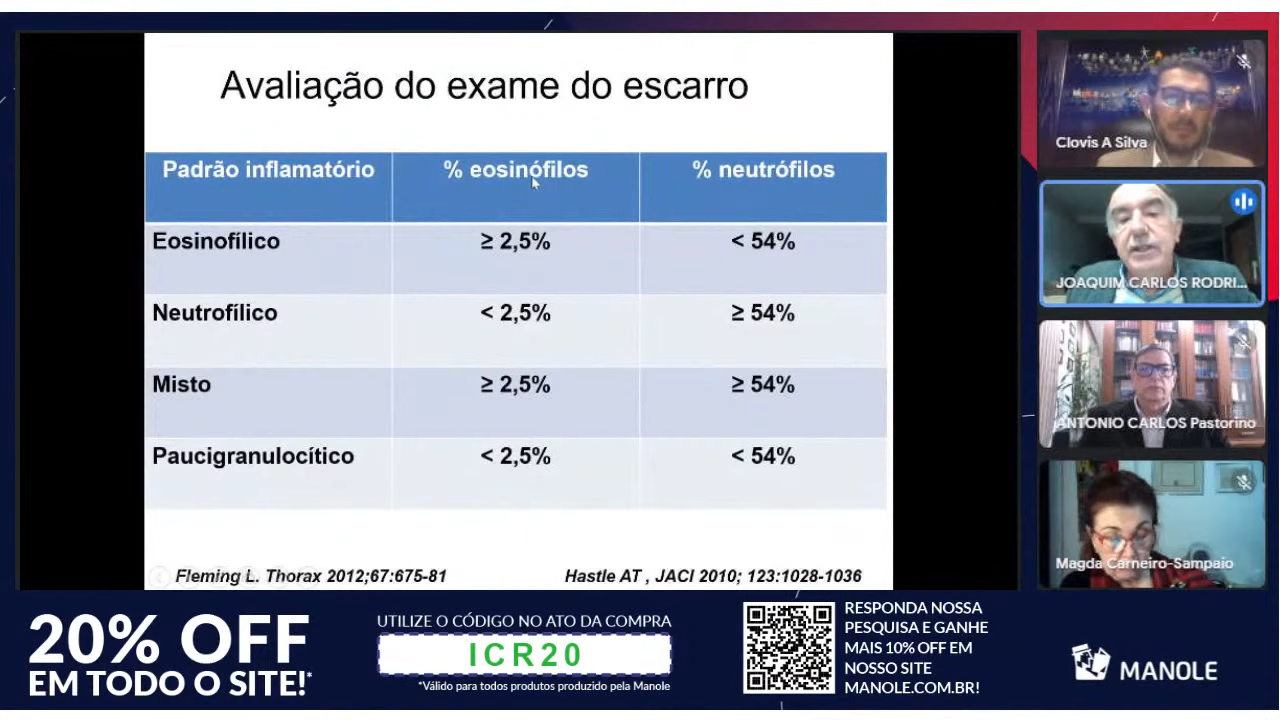 Avaliação do exame do escarro
Padrão inflamatório % eosinófilos % neutrófilos
Eosinofílico ≥ 2,5% < 54%
Neutrofílico < 2,5% ≥ 54%
Misto ≥ 2,5% ≥ 54%
Paucigranulocítico < 2,5% < 54%
Fleming L. Thorax 2012;67:675-81 Hastle AT , JACI 2010; 123:1028-1036
Clovis A Silva
JOAQUIM CARLOS RODRI...
ANTONIO CARLOS Pastorino
Magda Carneiro-Sampaio
20% OFF
EM TODO O SITE!*
UTILIZE O CÓDIGO NO ATO DA COMPRA
ICR20
*Válido para todos produtos produzido pela Manole
RESPONDA NOSSA
PESQUISA E GANHE
MAIS 10% OFF EM
NOSSO SITE
MANOLE.COM.BR!
MANOLE